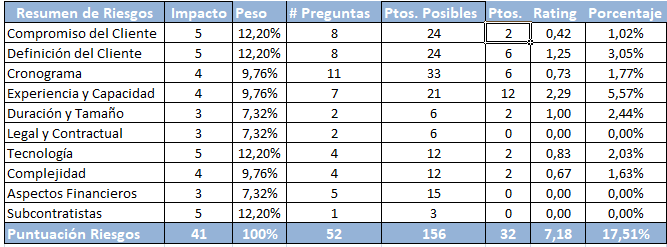 Resumen de Riesgos Impacto Peso # Preguntas Ptos. Posibles Ptos. Rating Porcentaje
Compromiso del Cliente 5 12,20% 8 24 2 0,42 1,02%
Definición del Cliente 5 12,20% 8 24 6 1,25 3,05%
Cronograma 4 9,76% 11 33 6 0,73 1,77%
Experiencia y Capacidad 4 9,76% 7 21 12 2,29 5,57%
Duración y Tamaño 3 7,32% 2 6 2 1,00 2,44%
Legal y Contractual 3 7,32% 2 6 0 0,00 0,00%
Tecnología 5 12,20% 4 12 2 0,83 2,03%
Complejidad 4 9,76% 4 12 2 0,67 1,63%
Aspectos Financieros 3 7,32% 5 15 0 0,00 0,00%
Subcontratistas 5 12,20% 1 3 0 0,00 0,00%
Puntuación Riesgos 41 100% 52 156 32 7,18 17,51%